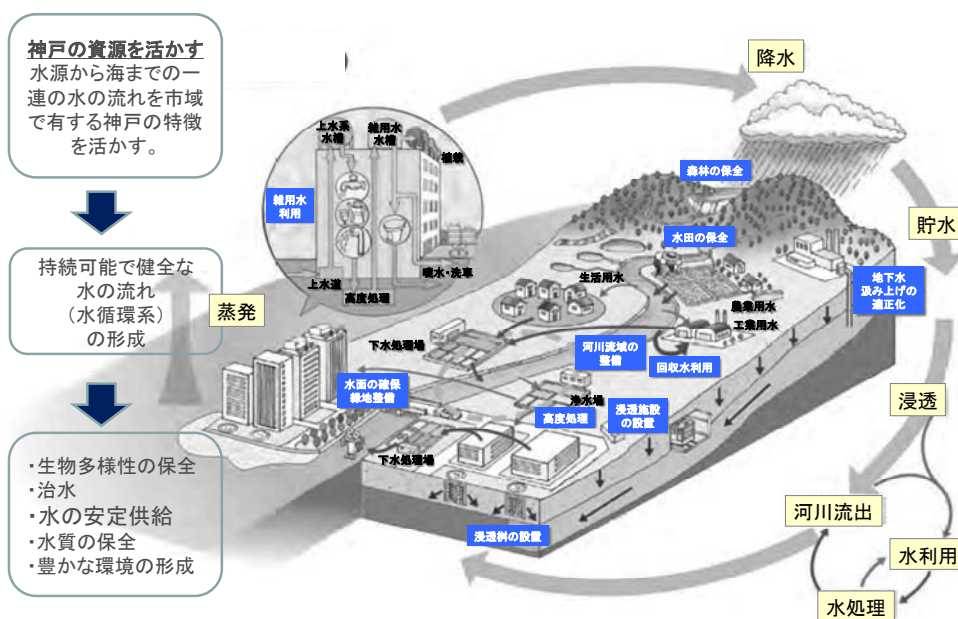 神戸の資源を活かす
水源から海までの一
連の水の流れを市域
で有する神戸の特徴
を活かす。
持続可能で健全な
水の流れ
(水循環系)
の形成
・生物多様性の保全
・治水
・水の安定供給
・水質の保全
・豊かな環境の形成
降水
貯水
浸透
河川流出
水利用
水処理
蒸発
上水系
水槽
雑用水
水槽
植栽
雑用水
利用
上水道
高度処理
噴水・洗車
森林の保全
水田の保全
生活用水
農業用水
工業用水
地下水
汲み上げの
適正化
下水処理場
河川流域の
整備
回収水利用
水面の確保
緑地整備
浄水場
高度処理
浸透施設
の設置
下水処理場
浸透桝の設置